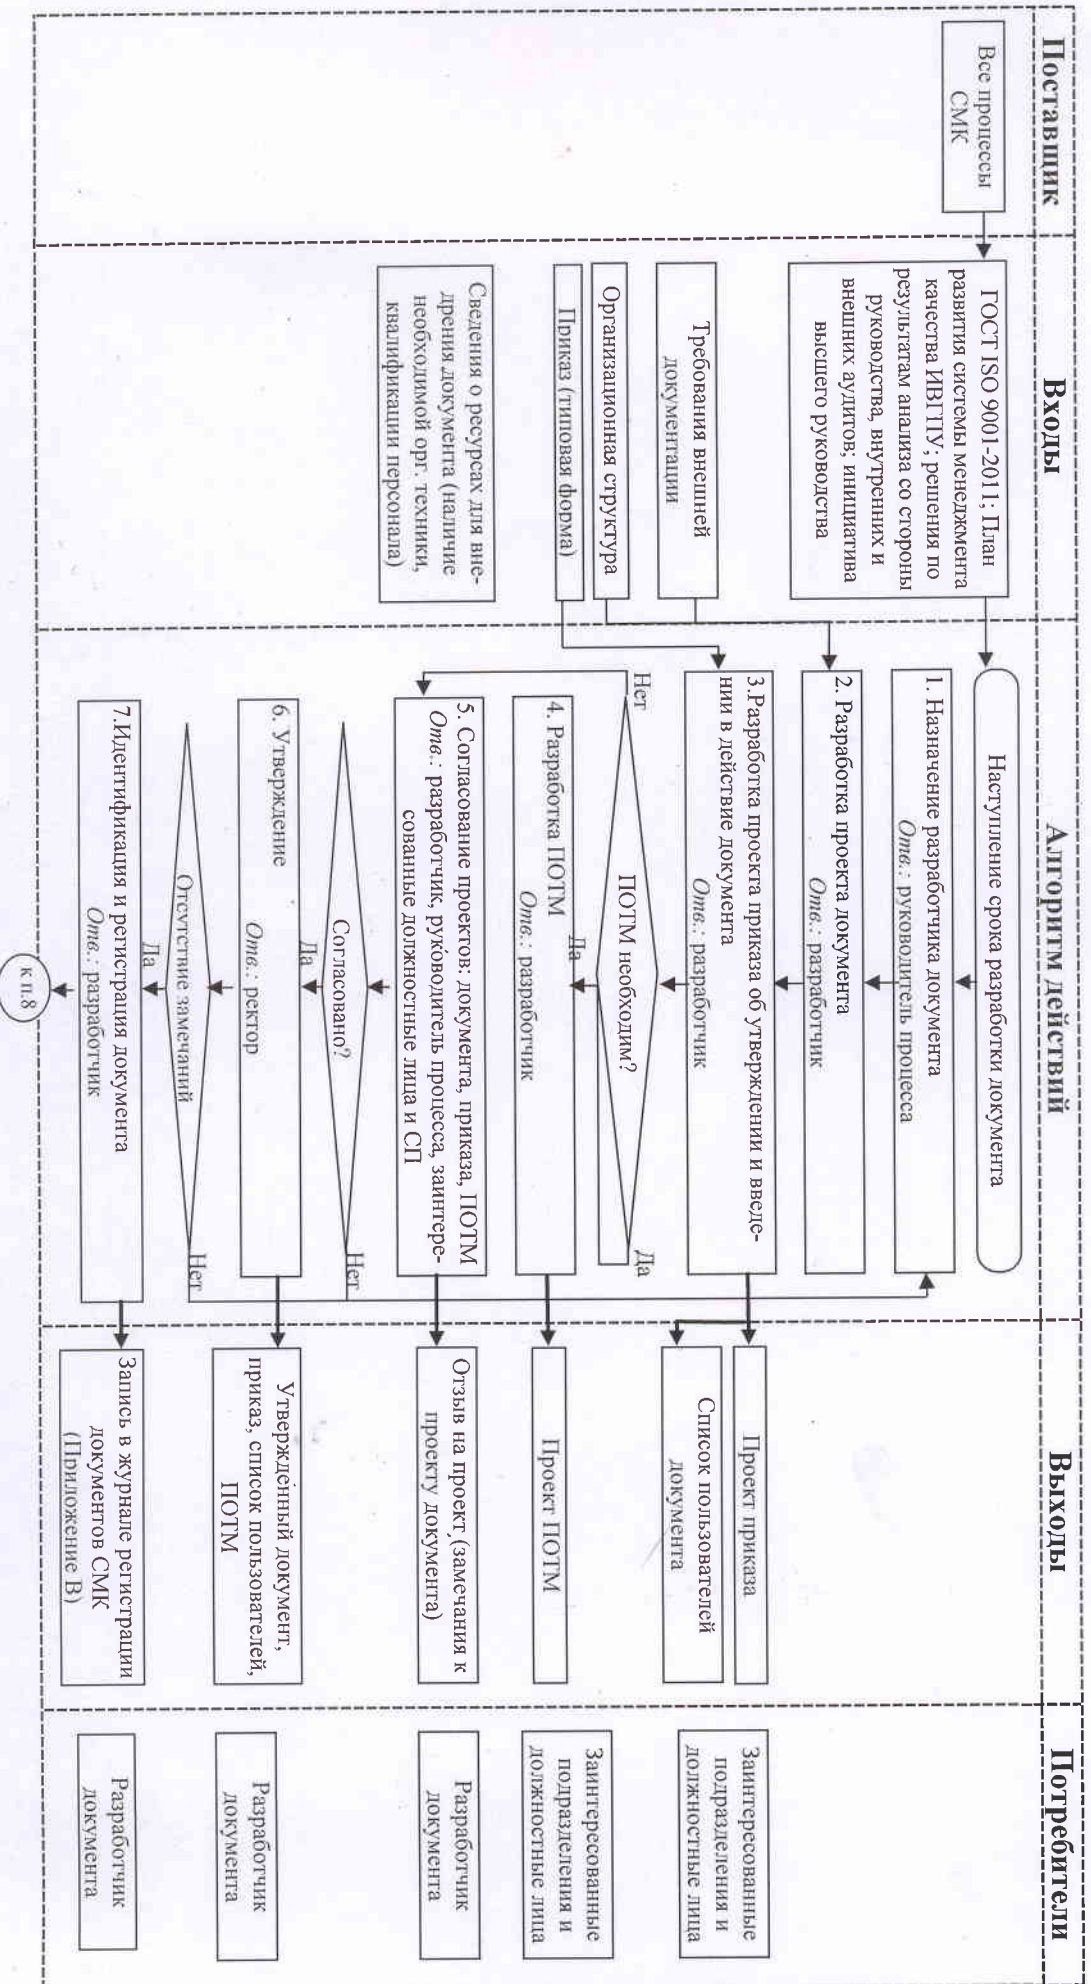 Поставщик
Входы
Алгоритм действий
Выходы
Потребители
Все процессы
СМК
ГОСТ ISO 9001-2011; План
развития системы менеджмента
качества ИВГПУ; решения по
результатам анализа со стороны
руководства, внутренних и
внешних аудитов; инициатива
высшего руководства
Требования внешней
документации
Организационная структура
Приказ (типовая форма)
Сведения о ресурсах для вне-
дрения документа (наличие
необходимой орг. техники,
квалификации персонала)
Наступление срока разработки документа
1. Назначение разработчика документа
Отв.: руководитель процесса
2. Разработка проекта документа
Отв.: разработчик
3.Разработка проекта приказа об утверждении и введе-
нии в действие документа
Отв.: разработчик
Нет
ПОТМ необходим?
Да
Да
4. Разработка ПОТМ
Отв.: разработчик
5. Согласование проектов: документа, приказа, ПОТМ
Отв.: разработчик, руководитель процесса, заинтере-
сованные должностные лица и СП
Согласовано?
Нет
Да
6. Утверждение
Отв.: ректор
Отсутствие замечаний
Нет
Да
7.Идентификация и регистрация документа
Отв.: разработчик
к п.8
Проект приказа
Список пользователей
документа
Проект ПОТМ
Отзыв на проект (замечания к
проекту документа)
Утвержденный документ,
приказ, список пользователей,
ПОТМ
Запись в журнале регистрации
документов СМК
(Приложение В)
Заинтересованные
подразделения и
должностные лица
Заинтересованные
подразделения и
должностные лица
Разработчик
документа
Разработчик
документа
Разработчик
документа